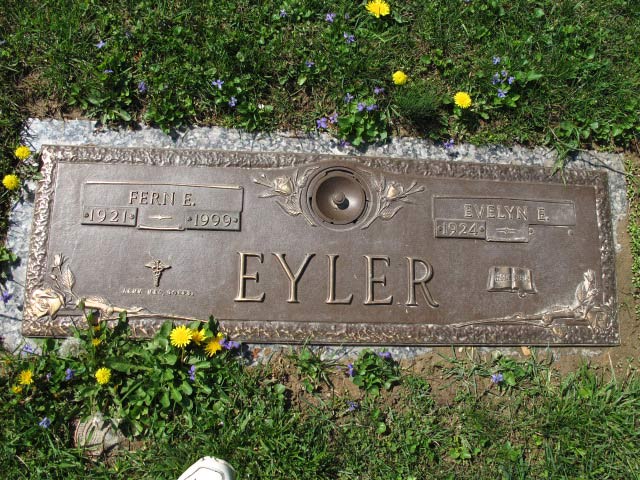 FERN E.
1921 1999
EVELYN E.
1924
EYLER